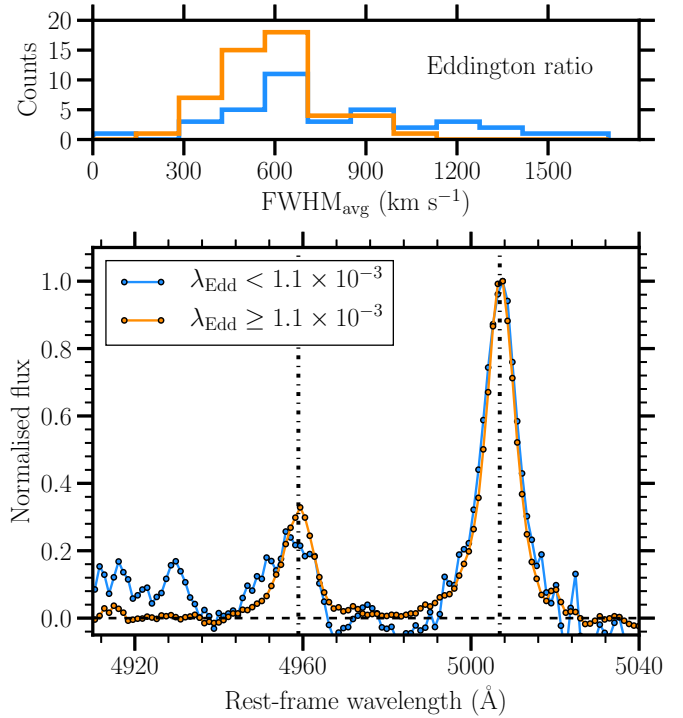 20
15
10
5
0
Counts
Eddington ratio
0 300 600 900 1200 1500
FWHM_avg (km s⁻¹)
λ_Edd < 1.1 × 10⁻³
λ_Edd ≥ 1.1 × 10⁻³
1.0
0.8
0.6
0.4
0.2
0.0
Normalised flux
4920 4960 5000 5040
Rest-frame wavelength (Å)